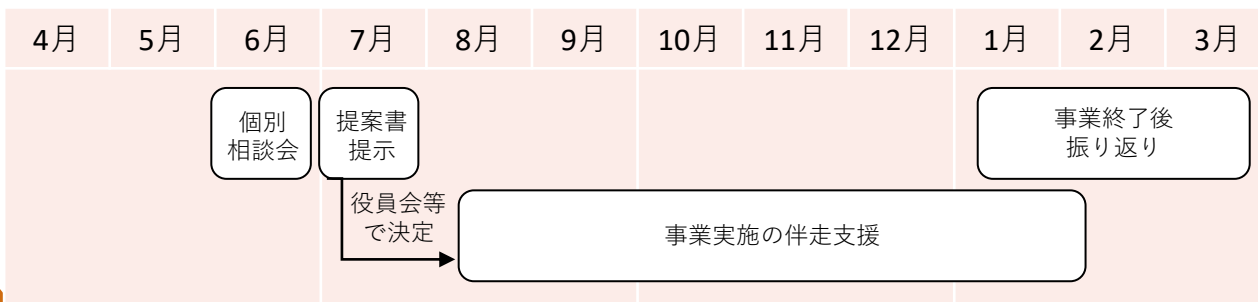 4月 5月 6月 7月 8月 9月 10月 11月 12月 1月 2月 3月
個別
相談会
提案書
提示
事業終了後
振り返り
役員会等
で決定
事業実施の伴走支援